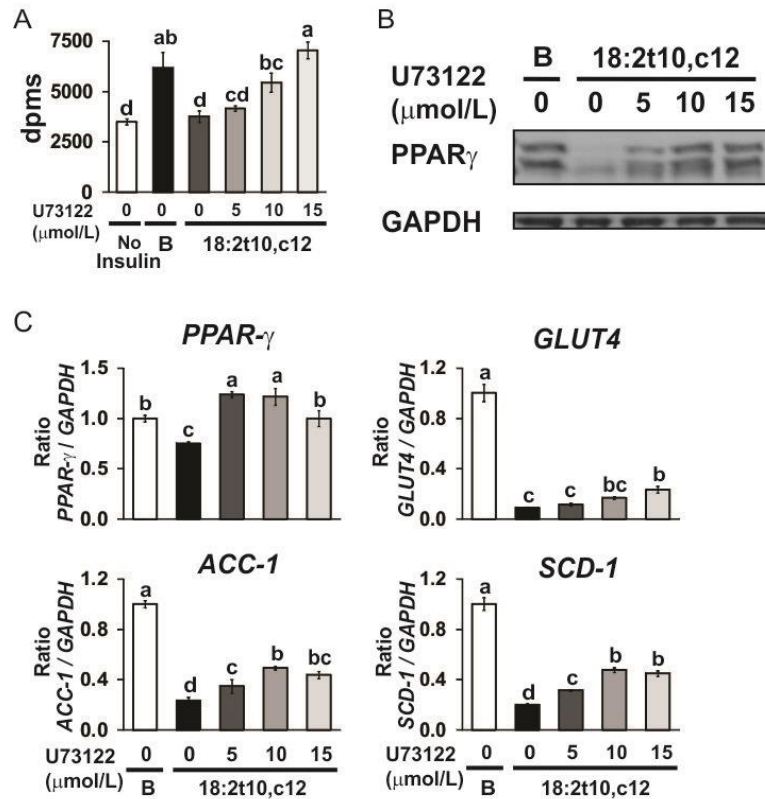 A
7500
5000
2500
0
dpms
d
ab
d
cd
bc
a
U73122
(μmol/L)
0 0 0 5 10 15
No
Insulin
B
18:2t10,c12
B
B 18:2t10,c12
U73122
(μmol/L)
0 0 5 10 15
PPARγ
GAPDH
C
PPAR-γ
Ratio
PPAR-γ / GAPDH
1.5
1.0
0.5
0.0
b
c
a
a
b
GLUT4
Ratio
GLUT4 / GAPDH
1.2
0.8
0.4
0.0
a
c
c
bc
b
ACC-1
Ratio
ACC-1 / GAPDH
1.2
0.8
0.4
0.0
a
d
c
b
bc
U73122
(μmol/L)
0 0 5 10 15
B 18:2t10,c12
SCD-1
Ratio
SCD-1 / GAPDH
1.2
0.8
0.4
0.0
a
d
c
b
b
U73122
(μmol/L)
0 0 5 10 15
B 18:2t10,c12